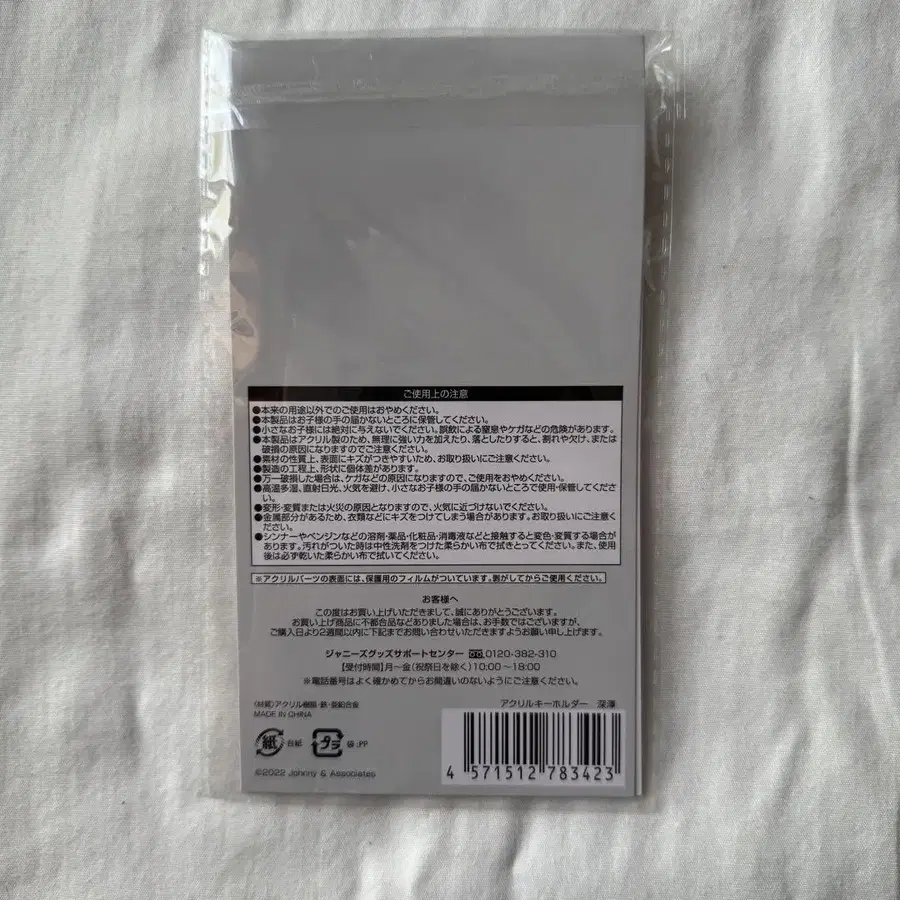 ご使用上の注意
●本来の用途以外でのご使用はおやめください。
●本製品はお子様の手の届かないところに保管してください。
●小さなお子様には絶対に与えないでください。誤飲による窒息やケガなどの危険があります。
●本製品はアクリル製のため、無理に強い力を加えたり、落としたりすると、割れや欠け、または
破損の原因になりますのでご注意ください。
●素材の性質上、表面にキズがつきやすいため、お取り扱いにご注意ください。
●製造の工程上、形状に個体差があります。
●万一破損した場合は、ケガなどの原因になりますので、ご使用をおやめください。
●高温多湿、直射日光、火気を避け、小さなお子様の手の届かないところで使用・保管してくださ
い。
●変形・変質または火災の原因となりますので、火気に近づけないでください。
●金属部分があるため、衣類などにキズをつけてしまう場合があります。お取り扱いにご注意く
ださい。
●シンナーやベンジンなどの溶剤・薬品・化粧品・消毒液などと接触すると変色・変質する場合が
あります。汚れがついた時は中性洗剤をつけた柔らかい布で拭きとってください。また、使用
後は必ず乾いた柔らかい布で拭いてください。
※アクリルパーツの表面には、保護用のフィルムがついています。剥がしてからご使用ください。
お客様へ
この度はお買い上げいただきまして、誠にありがとうございます。
お買い上げ商品に不都合品などありました場合は、お手数ではございますが、
ご購入日より2週間以内に下記までお問い合わせいただきますようお願い申し上げます。
ジャニーズグッズサポートセンター 0120-382-310
【受付時間】月〜金(祝祭日を除く)10:00〜18:00
※電話番号はよく確かめてからお間違いのないようにご注意ください。
〈材質〉アクリル樹脂・鉄・亜鉛合金
MADE IN CHINA
アクリルキーホルダー 深澤
紙 :台紙 プラ 袋:PP
©2022 Johnny & Associates
4 571512 783423